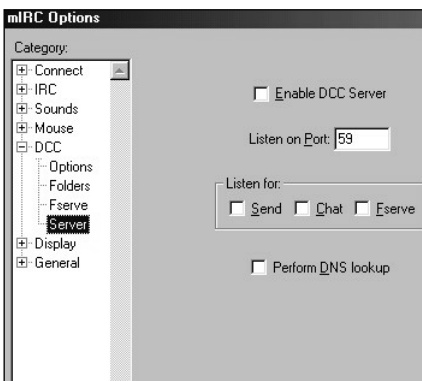 mIRC Options
Category:
Connect
IRC
Sounds
Mouse
DCC
Options
Folders
Fserve
Server
Display
General
Enable DCC Server
Listen on Port: 59
Listen for:
Send Chat Fserve
Perform DNS lookup